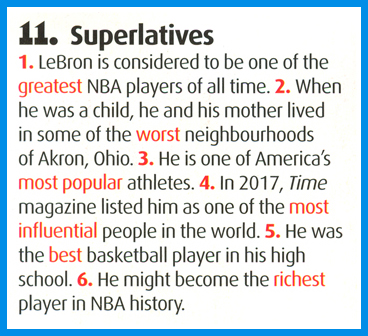 11. Superlatives
1. LeBron is considered to be one of the
greatest NBA players of all time. 2. When
he was a child, he and his mother lived
in some of the worst neighbourhoods
of Akron, Ohio. 3. He is one of America's
most popular athletes. 4. In 2017, Time
magazine listed him as one of the most
influential people in the world. 5. He was
the best basketball player in his high
school. 6. He might become the richest
player in NBA history.